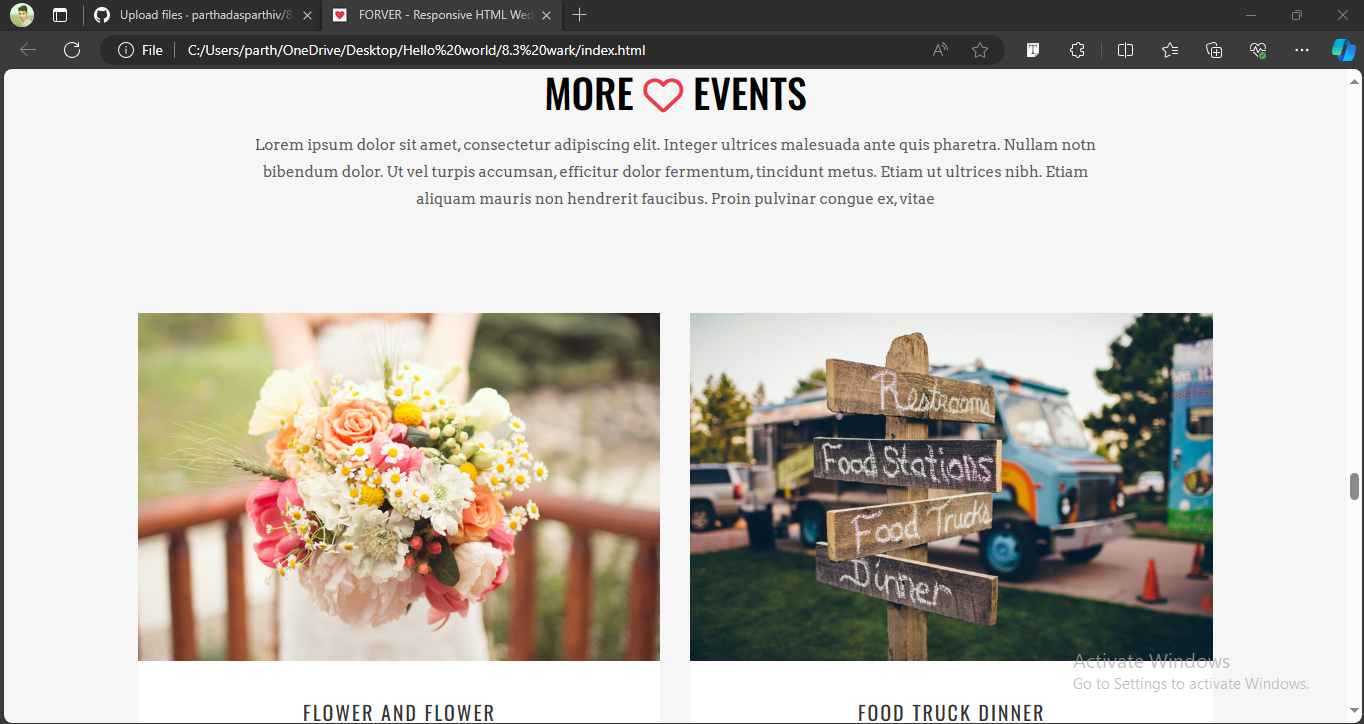 Upload files · parthadasparthiv/8.
FORVER - Responsive HTML Wed
File
C:/Users/parth/OneDrive/Desktop/Hello%20world/8.3%20wark/index.html
MORE EVENTS
Lorem ipsum dolor sit amet, consectetur adipiscing elit. Integer ultrices malesuada ante quis pharetra. Nullam notn
bibendum dolor. Ut vel turpis accumsan, efficitur dolor fermentum, tincidunt metus. Etiam ut ultrices nibh. Etiam
aliquam mauris non hendrerit faucibus. Proin pulvinar congue ex, vitae
Restrooms
Food Stations
Food Trucks
Dinner
Activate Windows
Go to Settings to activate Windows.
FLOWER AND FLOWER
FOOD TRUCK DINNER